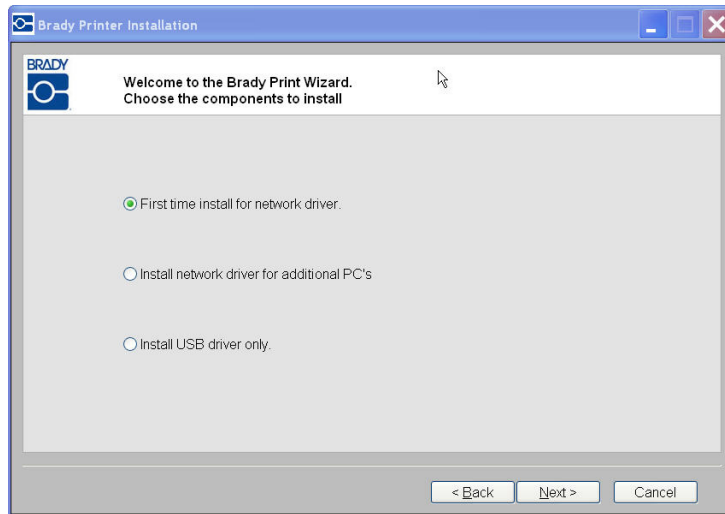 Brady Printer Installation
BRADY
Welcome to the Brady Print Wizard.
Choose the components to install
First time install for network driver.
Install network driver for additional PC's
Install USB driver only.
< Back
Next >
Cancel